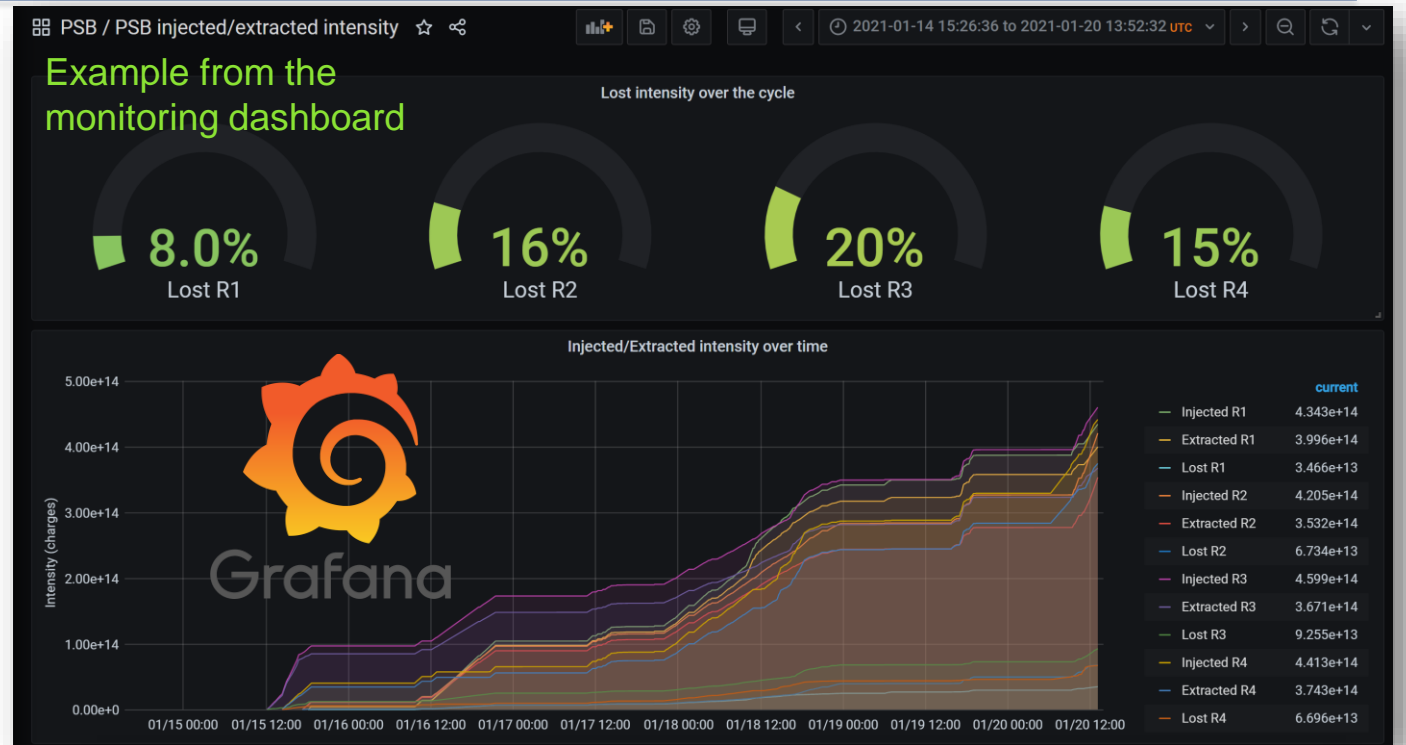 PSB / PSB injected/extracted intensity
2021-01-14 15:26:36 to 2021-01-20 13:52:32 UTC
Example from the
monitoring dashboard
Lost intensity over the cycle
8.0%
Lost R1
16%
Lost R2
20%
Lost R3
15%
Lost R4
Injected/Extracted intensity over time
Intensity (charges)
5.00e+14
4.00e+14
3.00e+14
2.00e+14
1.00e+14
0.00e+0
01/15 00:00 01/15 12:00 01/16 00:00 01/16 12:00 01/17 00:00 01/17 12:00 01/18 00:00 01/18 12:00 01/19 00:00 01/19 12:00 01/20 00:00 01/20 12:00
Grafana
current
Injected R1 4.343e+14
Extracted R1 3.996e+14
Lost R1 3.466e+13
Injected R2 4.205e+14
Extracted R2 3.532e+14
Lost R2 6.734e+13
Injected R3 4.599e+14
Extracted R3 3.671e+14
Lost R3 9.255e+13
Injected R4 4.413e+14
Extracted R4 3.743e+14
Lost R4 6.696e+13